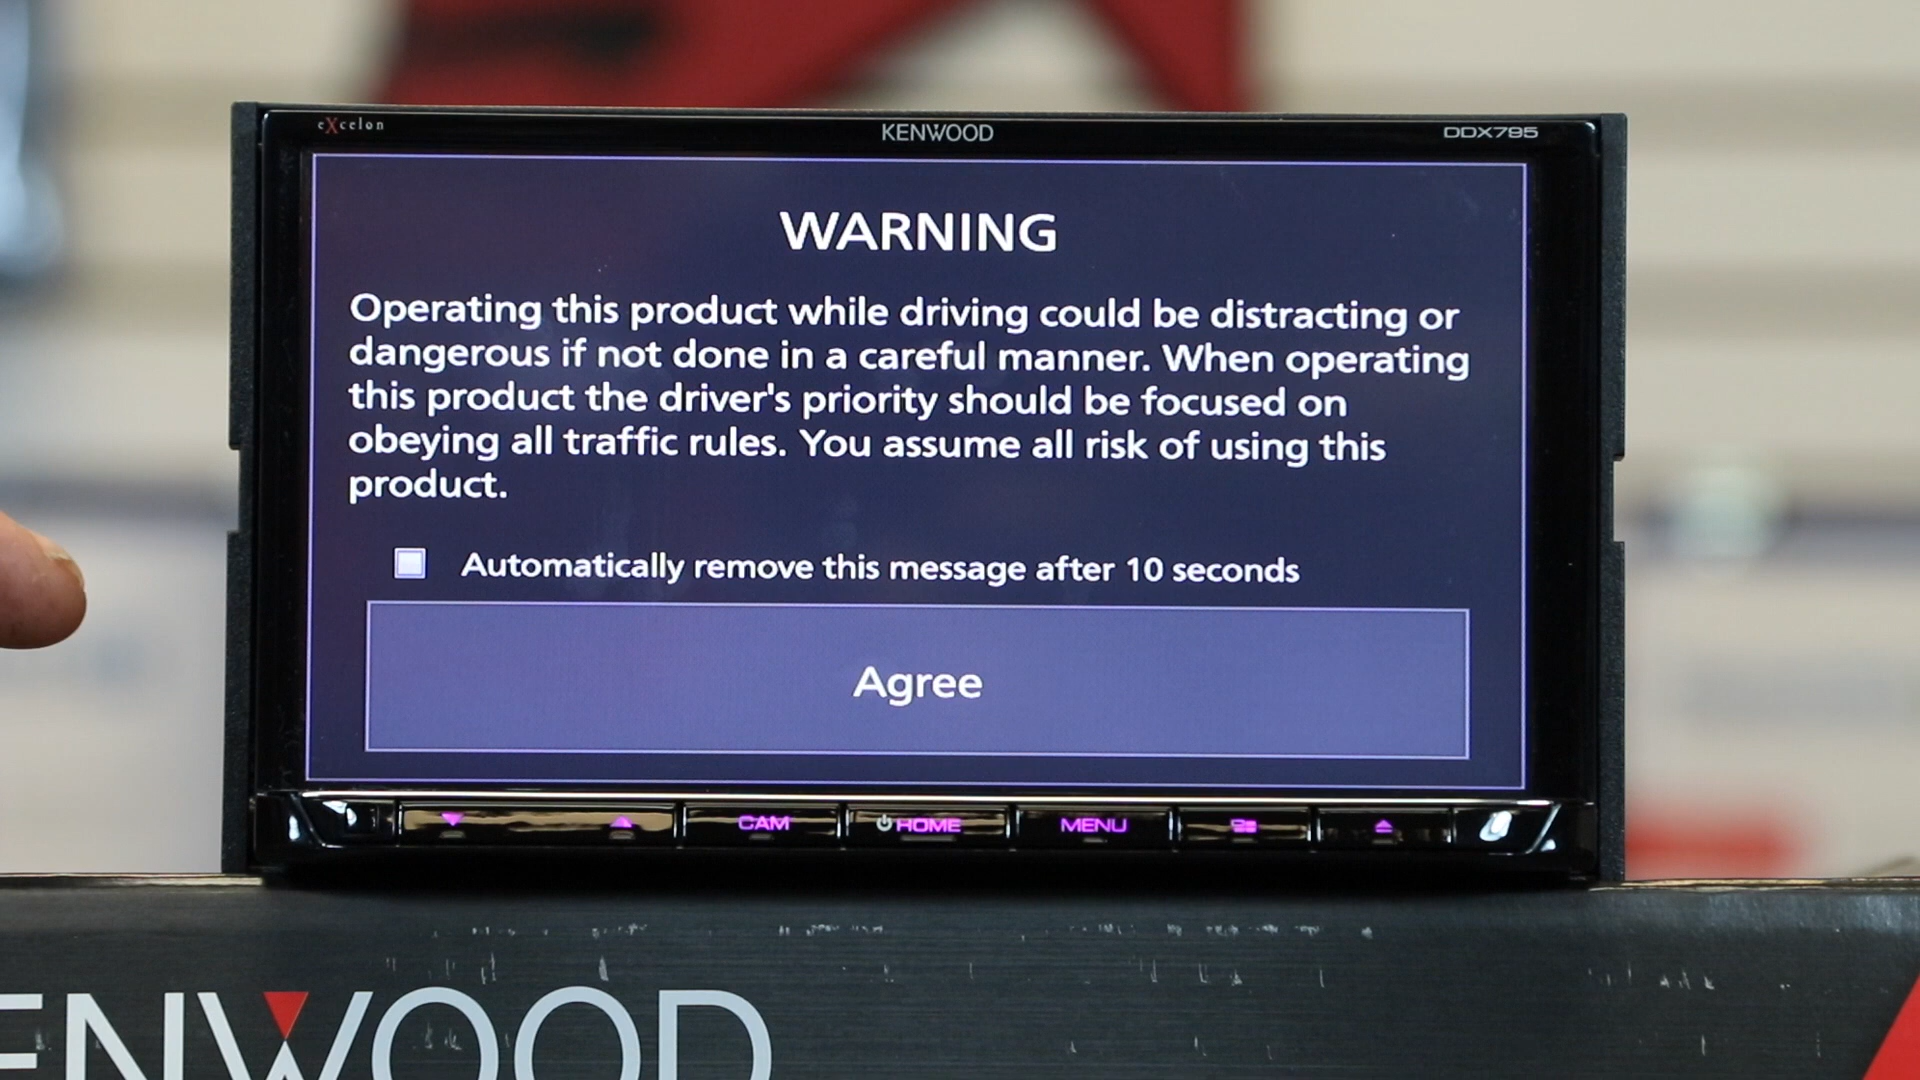 eXcelon
KENWOOD
DDX795
WARNING
Operating this product while driving could be distracting or
dangerous if not done in a careful manner. When operating
this product the driver's priority should be focused on
obeying all traffic rules. You assume all risk of using this
product.
Automatically remove this message after 10 seconds
Agree
CAM
HOME
MENU
ENWOOD